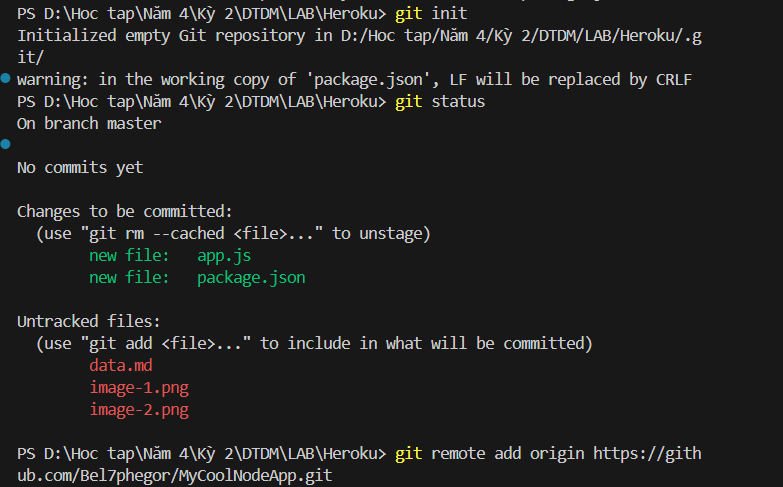 PS D:\Hoc tap\Năm 4\Kỳ 2\DTDM\LAB\Heroku> git init
Initialized empty Git repository in D:/Hoc tap/Năm 4/Kỳ 2/DTDM/LAB/Heroku/.g
it/
warning: in the working copy of 'package.json', LF will be replaced by CRLF
PS D:\Hoc tap\Năm 4\Kỳ 2\DTDM\LAB\Heroku> git status
On branch master
No commits yet
Changes to be committed:
(use "git rm --cached <file>..." to unstage)
new file:   app.js
new file:   package.json
Untracked files:
(use "git add <file>..." to include in what will be committed)
data.md
image-1.png
image-2.png
PS D:\Hoc tap\Năm 4\Kỳ 2\DTDM\LAB\Heroku> git remote add origin https://gith
ub.com/Bel7phegor/MyCoolNodeApp.git